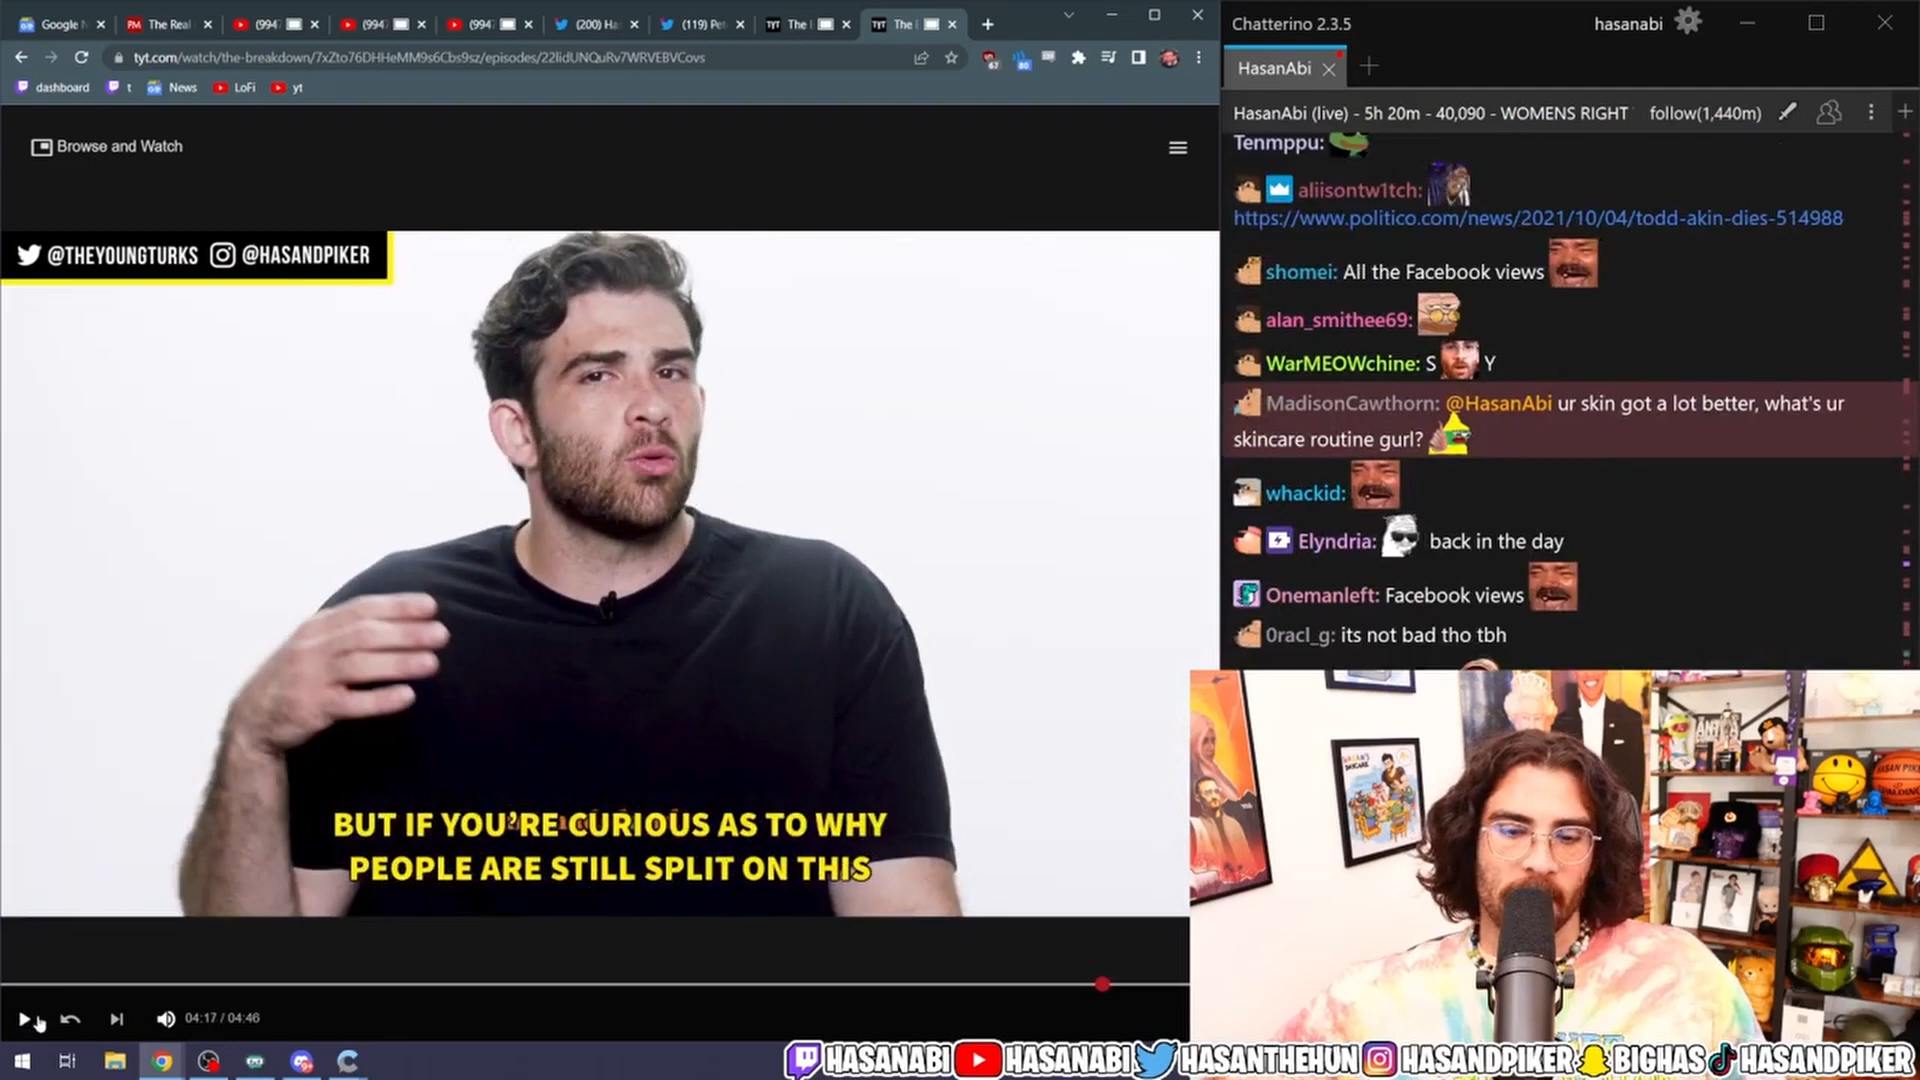 Google N
The Real
(994
(994
(994
(200) Ha
(119) Pet
The
The E
tyt.com/watch/the-breakdown/7xZto76DHHeMM9s6Cbs9sz/episodes/22lidUNQuRv7WRVEBVCovs
67
80
dashboard
t
News
LoFi
yt
Browse and Watch
@THEYOUNGTURKS @HASANDPIKER
BUT IF YOU'RE CURIOUS AS TO WHY
PEOPLE ARE STILL SPLIT ON THIS
04:17 / 04:46
Chatterino 2.3.5
hasanabi
HasanAbi
HasanAbi (live) - 5h 20m - 40,090 - WOMENS RIGHT
follow(1,440m)
Tenmppu:
aliisontw1tch:
https://www.politico.com/news/2021/10/04/todd-akin-dies-514988
shomei: All the Facebook views
alan_smithee69:
WarMEOWchine: S Y
MadisonCawthorn: @HasanAbi ur skin got a lot better, what's ur
skincare routine gurl?
whackid:
Elyndria: back in the day
Onemanleft: Facebook views
0racl_g: its not bad tho tbh
HASAN PIKE
SPALDING
HASANABI HASANABI HASANTHEHUN HASANDPIKER BIGHAS HASANDPIKER